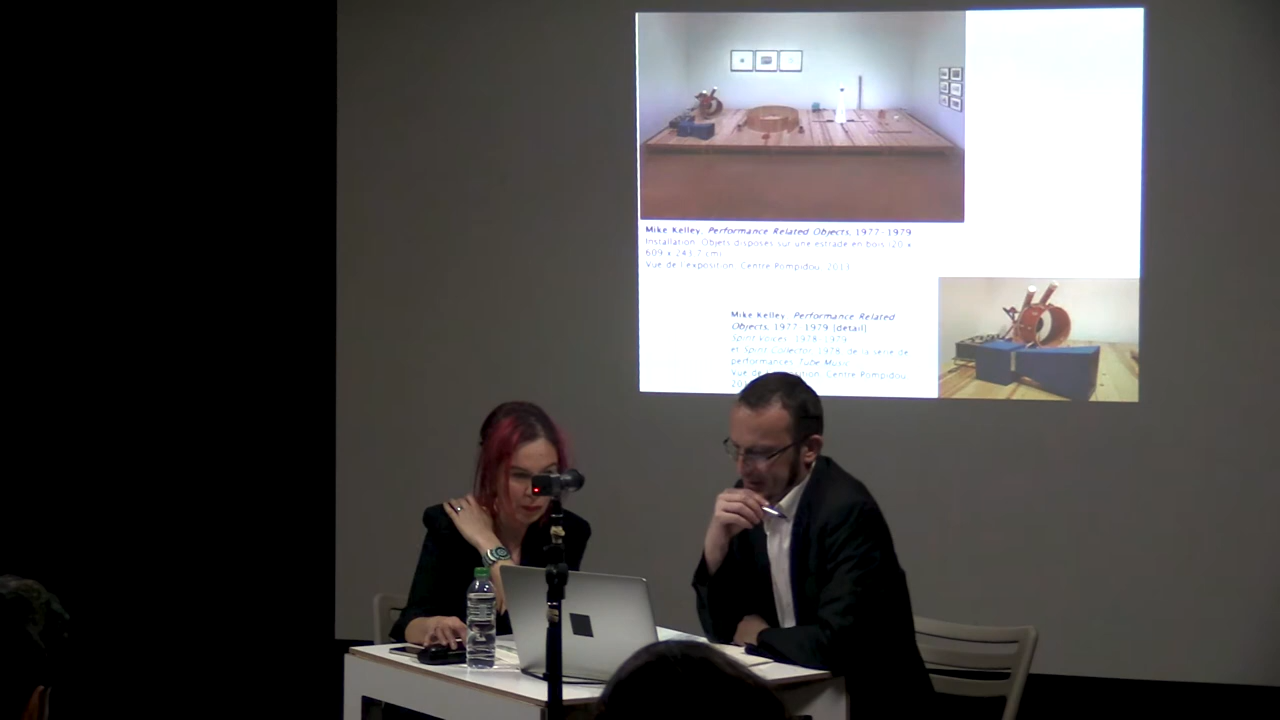 Mike Kelley, Performance Related Objects, 1977-1979
Installation. Objets disposés sur une estrade en bois (20 x
609 x 243,7 cm)
Vue de l'exposition, Centre Pompidou, 2013
Mike Kelley, Performance Related
Objects, 1977-1979 [detail]
Spirit Voices, 1978-1979
et Spirit Collector, 1978, de la série de
performances Tube Music
Vue de l'exposition, Centre Pompidou,